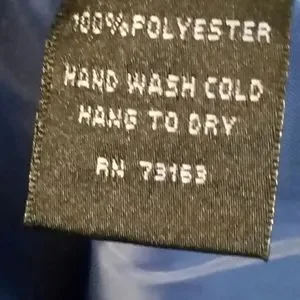 100% POLYESTER
HAND WASH COLD
HANG TO DRY
RN 73163